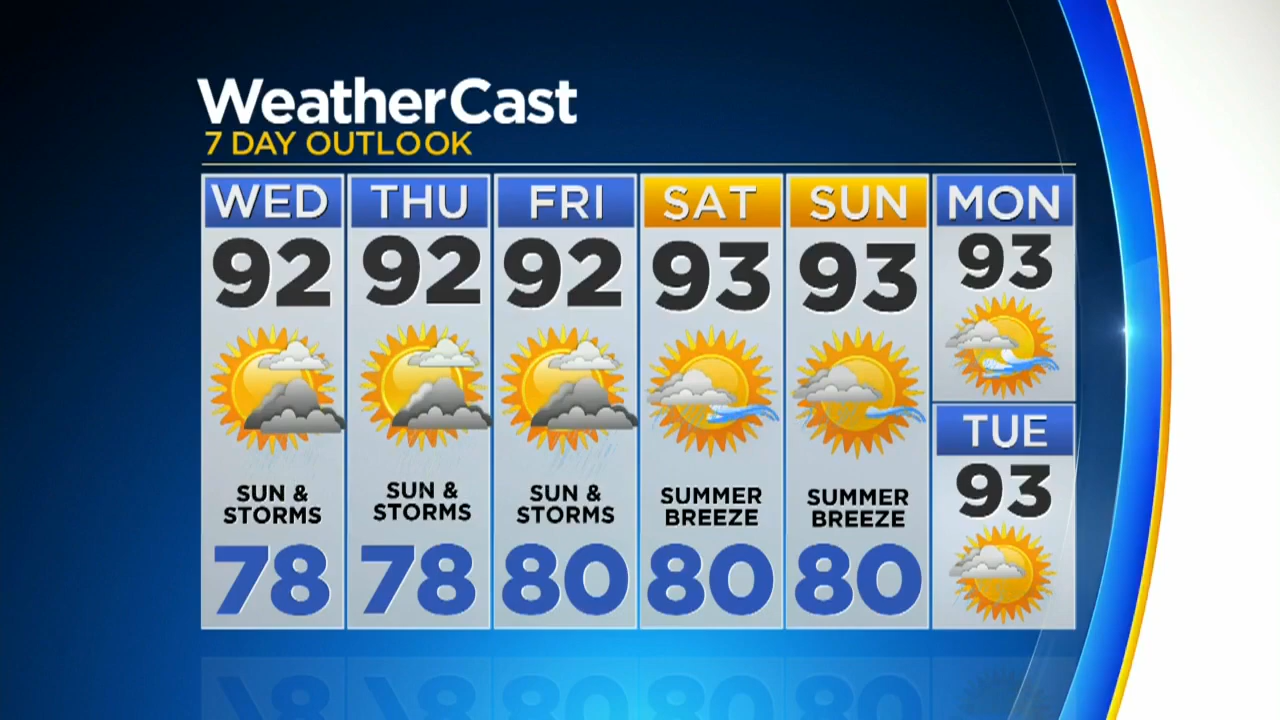 WeatherCast
7 DAY OUTLOOK
WED
92
SUN &
STORMS
78
THU
92
SUN &
STORMS
78
FRI
92
SUN &
STORMS
80
SAT
93
SUMMER
BREEZE
80
SUN
93
SUMMER
BREEZE
80
MON
93
TUE
93